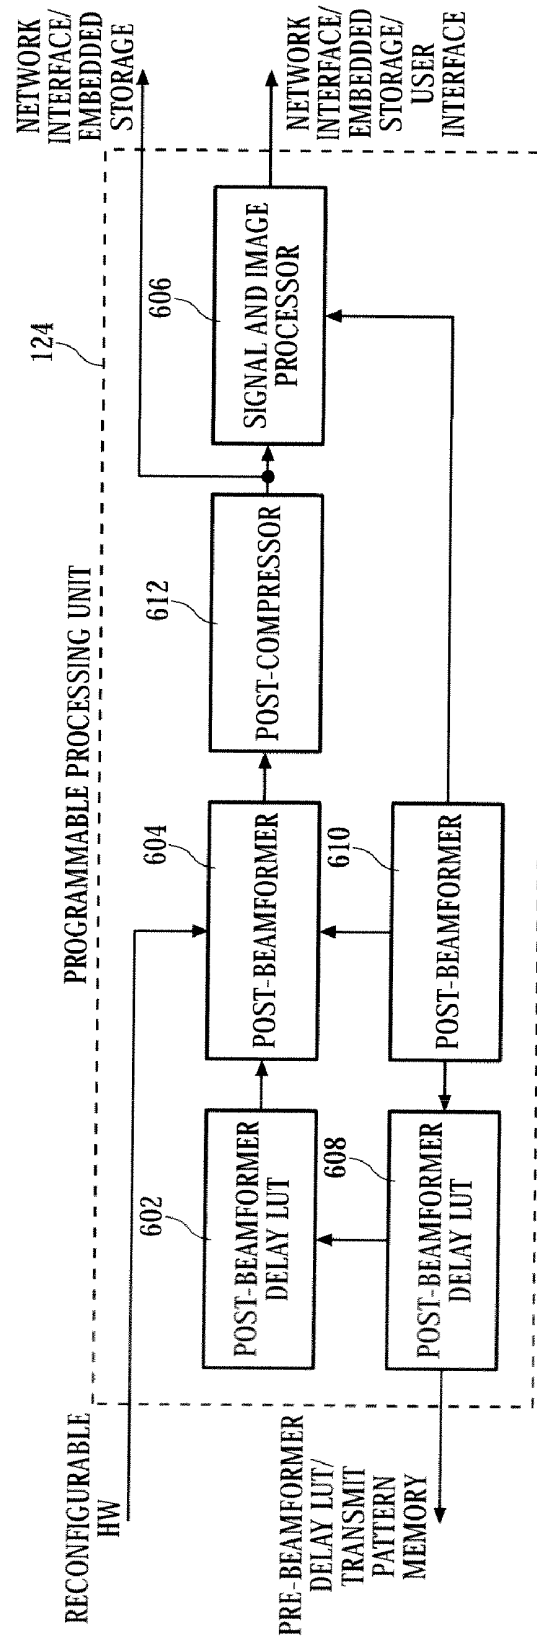 PROGRAMMABLE PROCESSING UNIT
124
RECONFIGURABLE
HW
NETWORK
INTERFACE/
EMBEDDED
STORAGE
602
POST-BEAMFORMER
DELAY LUT
604
POST-BEAMFORMER
612
POST-COMPRESSOR
606
SIGNAL AND IMAGE
PROCESSOR
NETWORK
INTERFACE/
EMBEDDED
STORAGE/
USER
INTERFACE
PRE-BEAMFORMER
DELAY LUT/
TRANSMIT
PATTERN
MEMORY
608
POST-BEAMFORMER
DELAY LUT
610
POST-BEAMFORMER